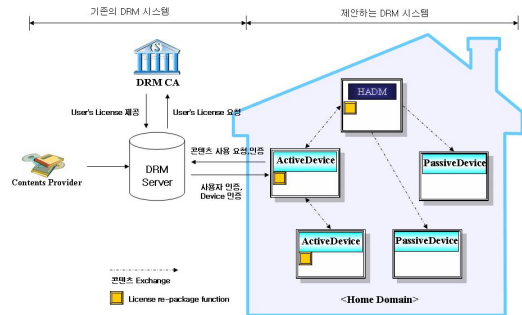 기존의 DRM 시스템
제안하는 DRM 시스템
DRM CA
User's License 제공
User's License 요청
HADM
Contents Provider
DRM
Server
콘텐츠 사용 요청,인증
사용자 인증,
Device 인증
ActiveDevice
PassiveDevice
ActiveDevice
PassiveDevice
콘텐츠 Exchange
License re-package function
<Home Domain>